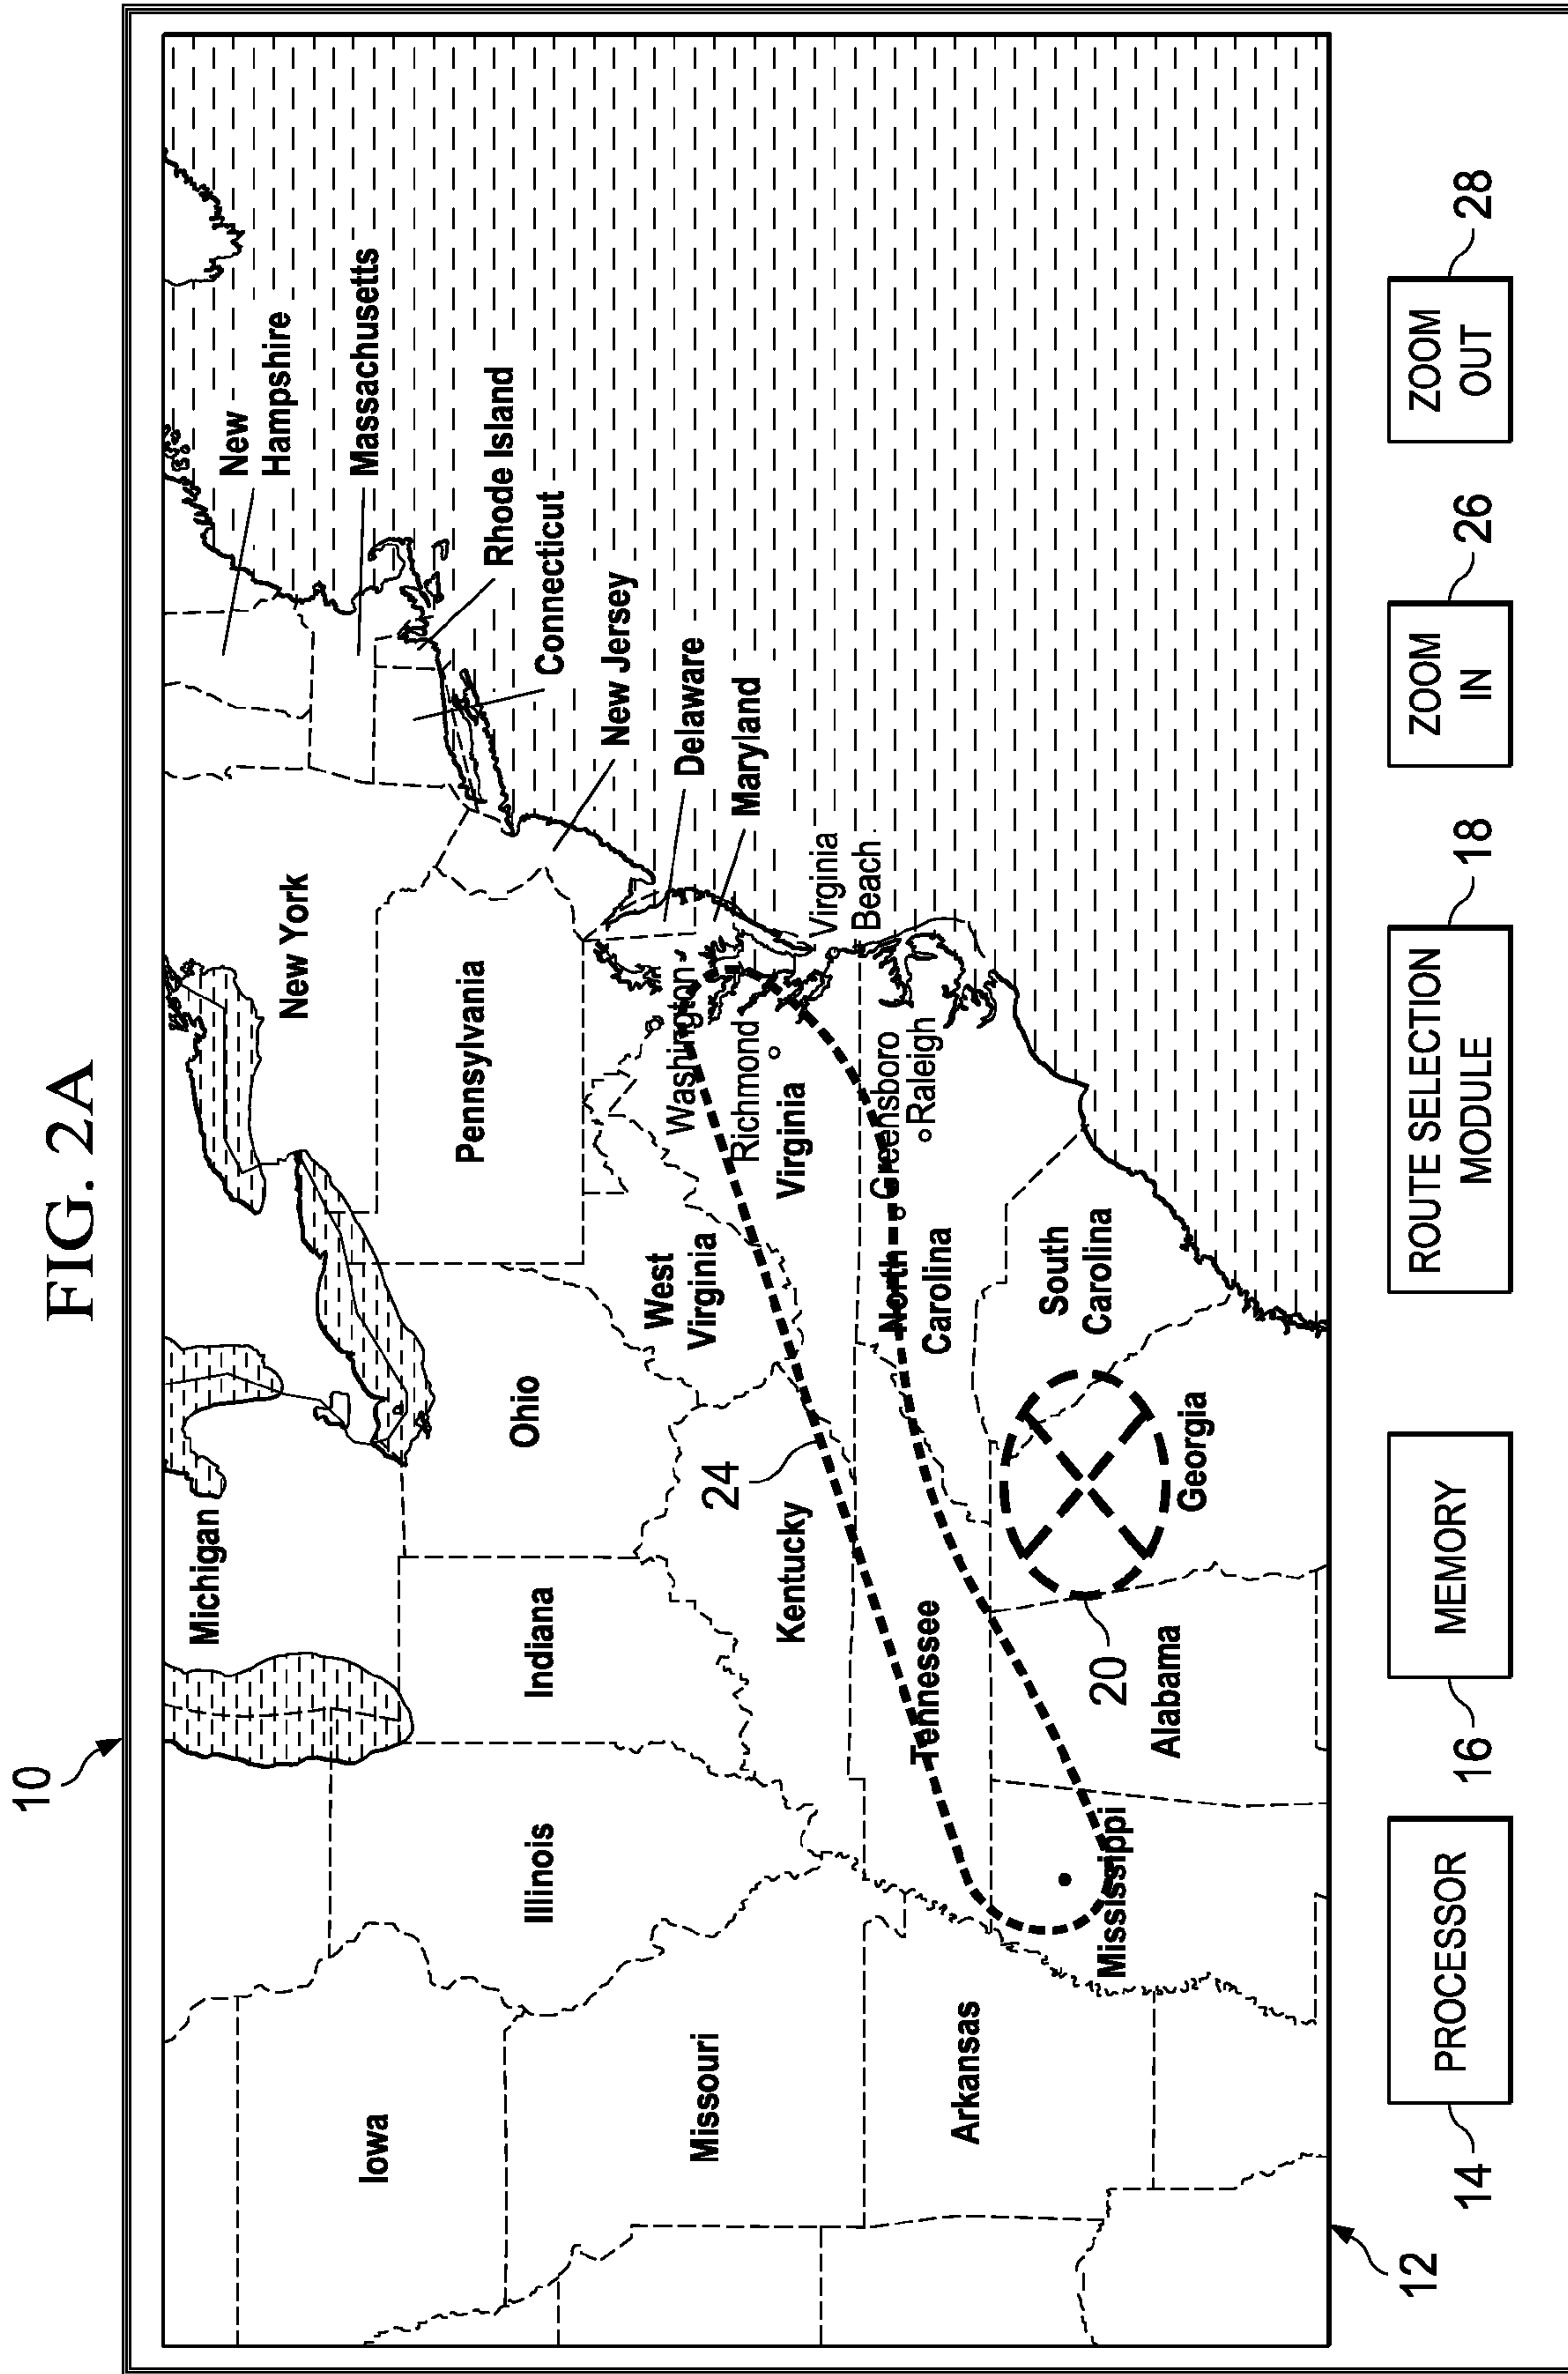 FIG. 2A
10
Michigan
New York
New
Hampshire
Massachusetts
Iowa
Illinois
Indiana
Ohio
Pennsylvania
Rhode Island
Connecticut
New Jersey
Delaware
Maryland
Missouri
Kentucky
24
West
Virginia
Washington
Richmond
Virginia
Virginia
Beach
Arkansas
Tennessee
North
Carolina
Greensboro
Raleigh
South
Carolina
Mississippi
Alabama
20
Georgia
12
14
PROCESSOR
16
MEMORY
ROUTE SELECTION
MODULE
18
ZOOM
IN
26
ZOOM
OUT
28